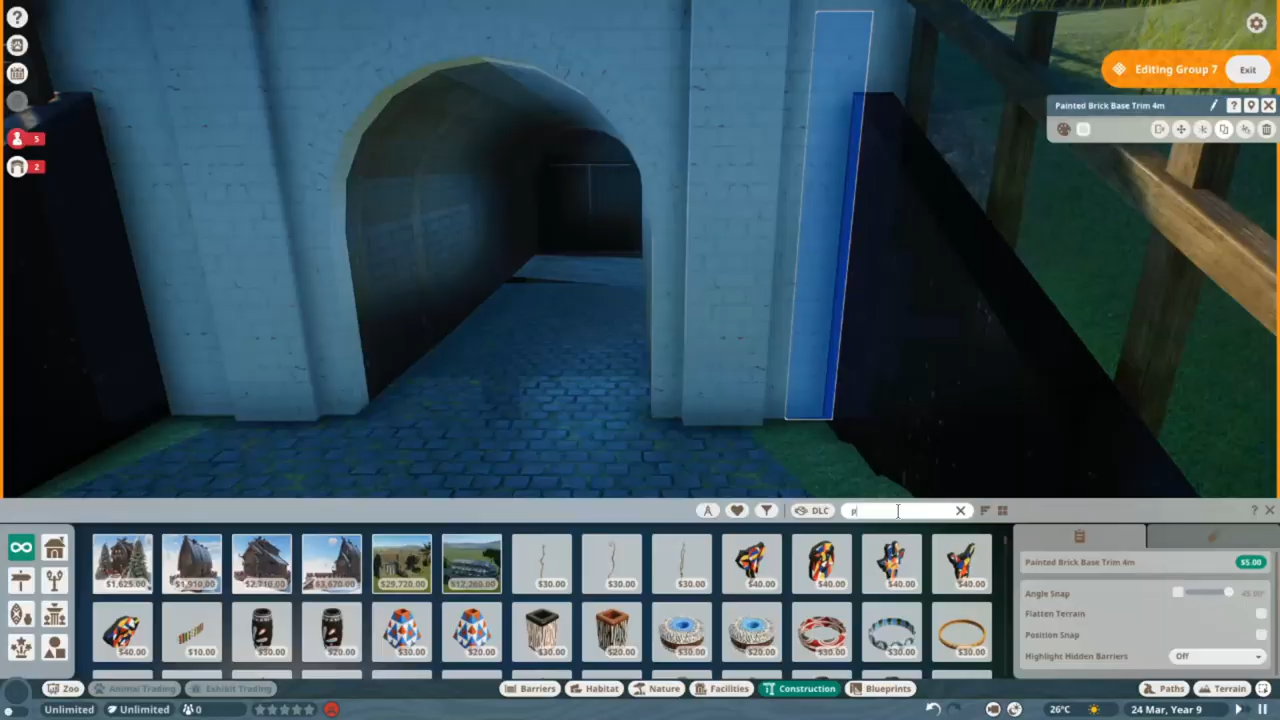 ?
Editing Group 7 Exit
Painted Brick Base Trim 4m ?
5
2
DLC p ?
$1,625.00 $1,910.00 $2,710.00 $3,670.00 $29,720.00 $12,260.00 $30.00 $30.00 $30.00 $40.00 $40.00 $40.00 $40.00
$40.00 $10.00 $30.00 $20.00 $30.00 $20.00 $30.00 $20.00 $30.00 $20.00 $30.00 $30.00 $30.00
Painted Brick Base Trim 4m $5.00
Angle Snap 45.00°
Flatten Terrain
Position Snap
Highlight Hidden Barriers Off
Zoo Animal Trading Exhibit Trading Barriers Habitat Nature Facilities Construction Blueprints Paths Terrain
Unlimited Unlimited 0 26°C 24 Mar, Year 9